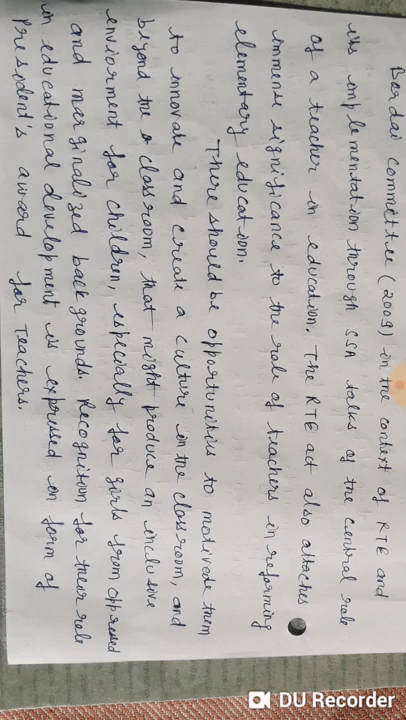 Bordai committee (2009) in the context of RTE and
its implementation through SSA talks of the central role
of a teacher in education. The RTE act also attaches
immense significance to the role of teachers in reforming
elementary education.
There should be opportunities to motivate them
to innovate and create a culture in the classroom, and
beyond the classroom, that might produce an inclusive
enviorment for children, especially for girls from oppressed
and marginalized backgrounds. Recognition for their role
in educational development is expressed in form of
President's award for Teachers.
DU Recorder